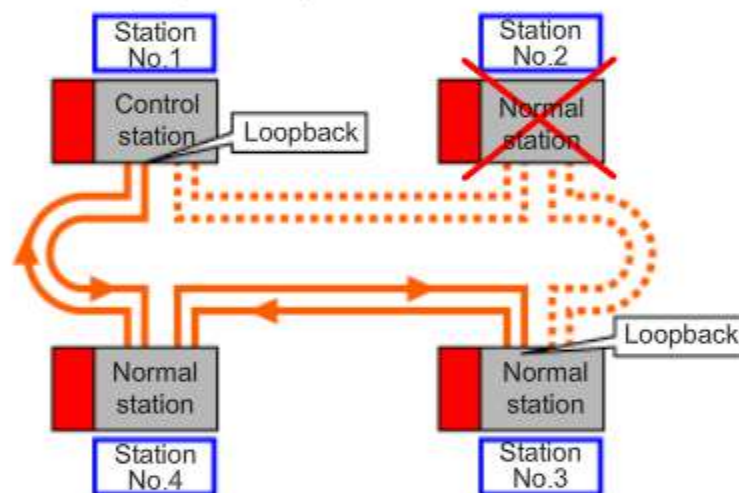 Station
No.1
Station
No.2
Control
station
Loopback
Normal
station
Loopback
Normal
station
Normal
station
Station
No.4
Station
No.3